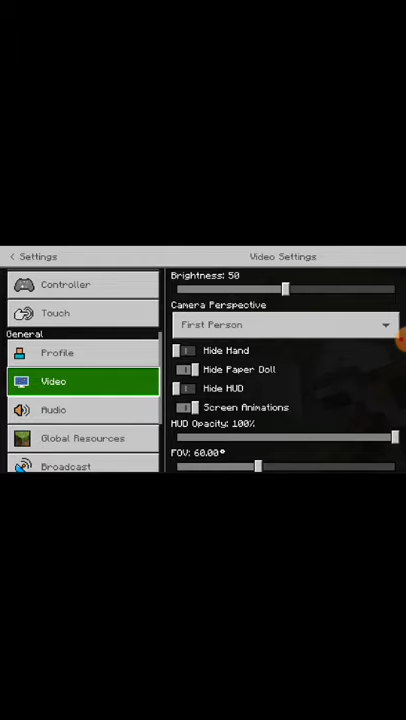 < Settings
Video Settings
Controller
Touch
General
Profile
Video
Audio
Global Resources
Broadcast
Brightness: 50
Camera Perspective
First Person
Hide Hand
Hide Paper Doll
Hide HUD
Screen Animations
HUD Opacity: 100%
FOV: 60.00°